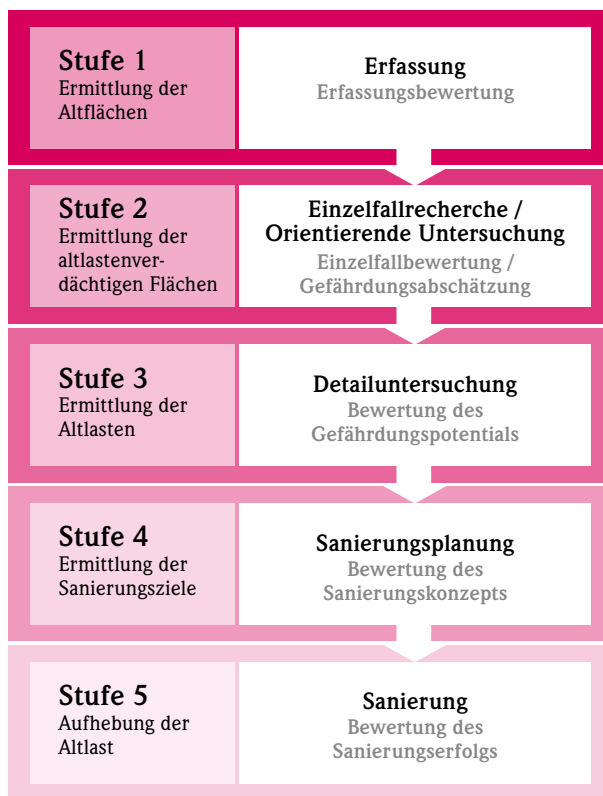 Stufe 1
Ermittlung der
Altflächen
Erfassung
Erfassungsbewertung
Stufe 2
Ermittlung der
altlastenver-
dächtigen Flächen
Einzelfallrecherche /
Orientierende Untersuchung
Einzelfallbewertung /
Gefährdungsabschätzung
Stufe 3
Ermittlung der
Altlasten
Detailuntersuchung
Bewertung des
Gefährdungspotentials
Stufe 4
Ermittlung der
Sanierungsziele
Sanierungsplanung
Bewertung des
Sanierungskonzepts
Stufe 5
Aufhebung der
Altlast
Sanierung
Bewertung des
Sanierungserfolgs